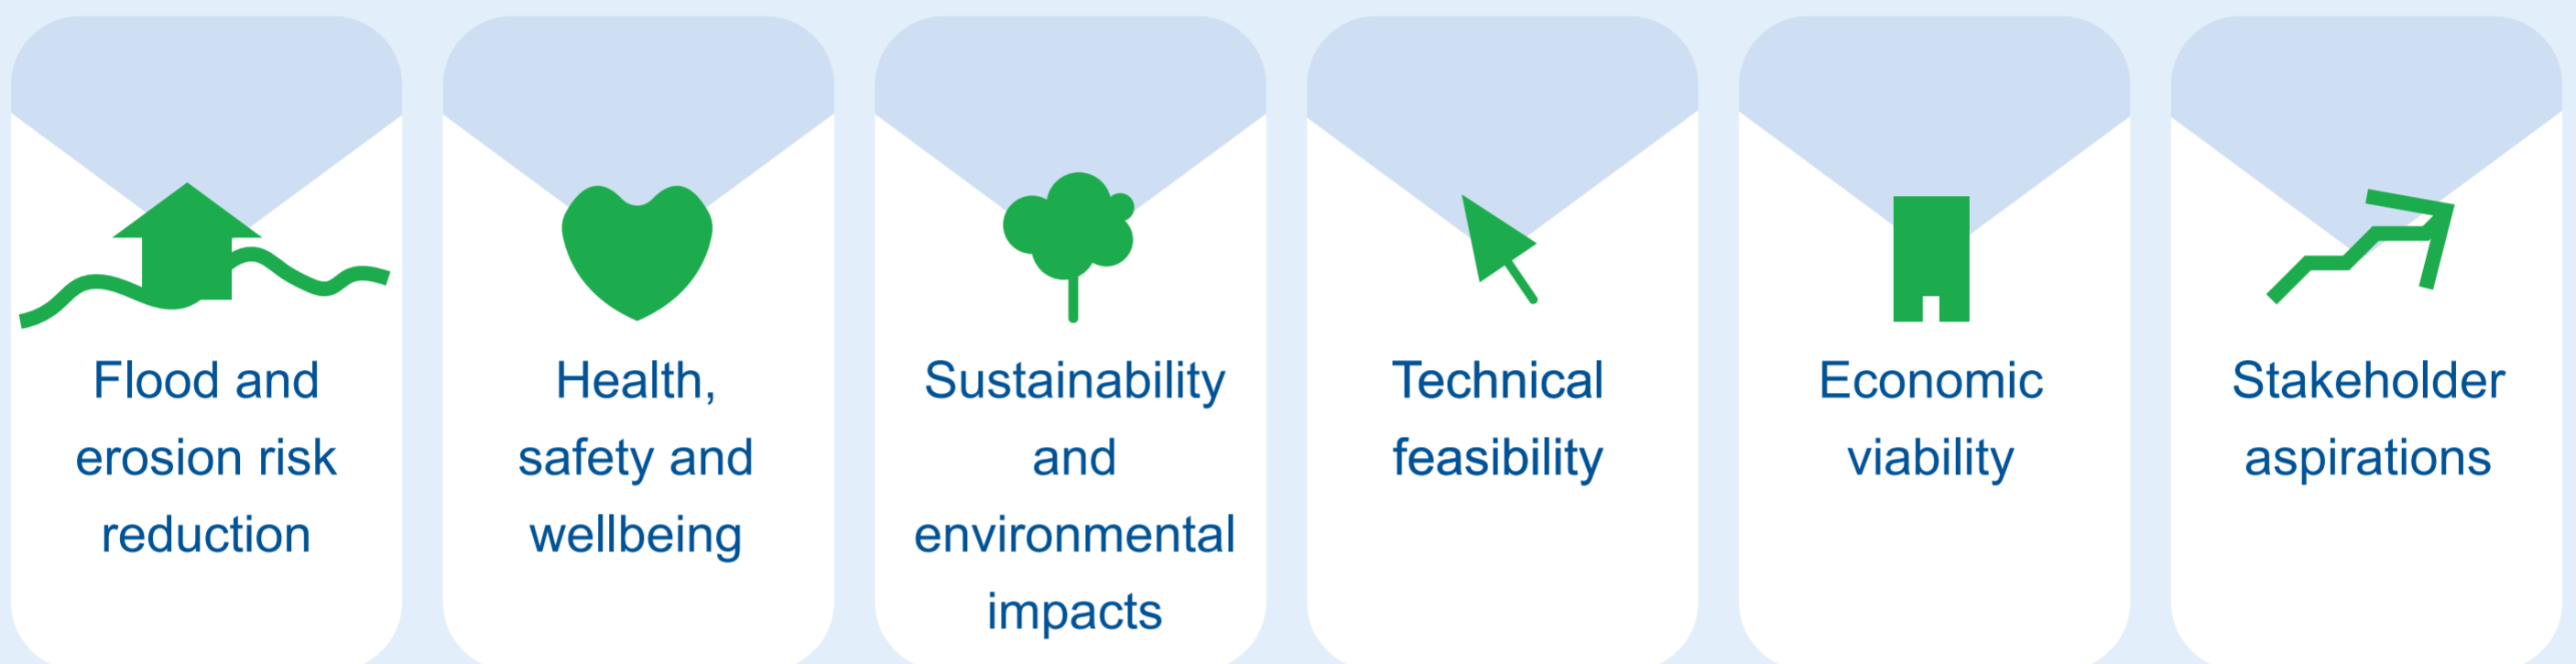 Flood and
erosion risk
reduction
Health,
safety and
wellbeing
Sustainability
and
environmental
impacts
Technical
feasibility
Economic
viability
Stakeholder
aspirations